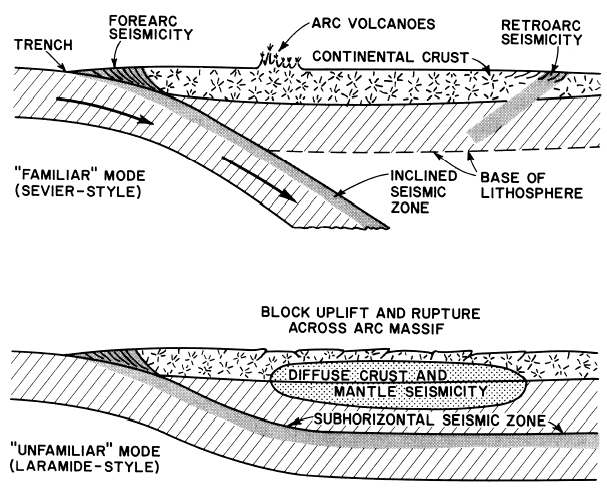 TRENCH
FOREARC
SEISMICITY
ARC VOLCANOES
CONTINENTAL CRUST
RETROARC
SEISMICITY
"FAMILIAR" MODE
(SEVIER-STYLE)
INCLINED
SEISMIC
ZONE
BASE OF
LITHOSPHERE
BLOCK UPLIFT AND RUPTURE
ACROSS ARC MASSIF
DIFFUSE CRUST AND
MANTLE SEISMICITY
SUBHORIZONTAL SEISMIC ZONE
"UNFAMILIAR" MODE
(LARAMIDE-STYLE)